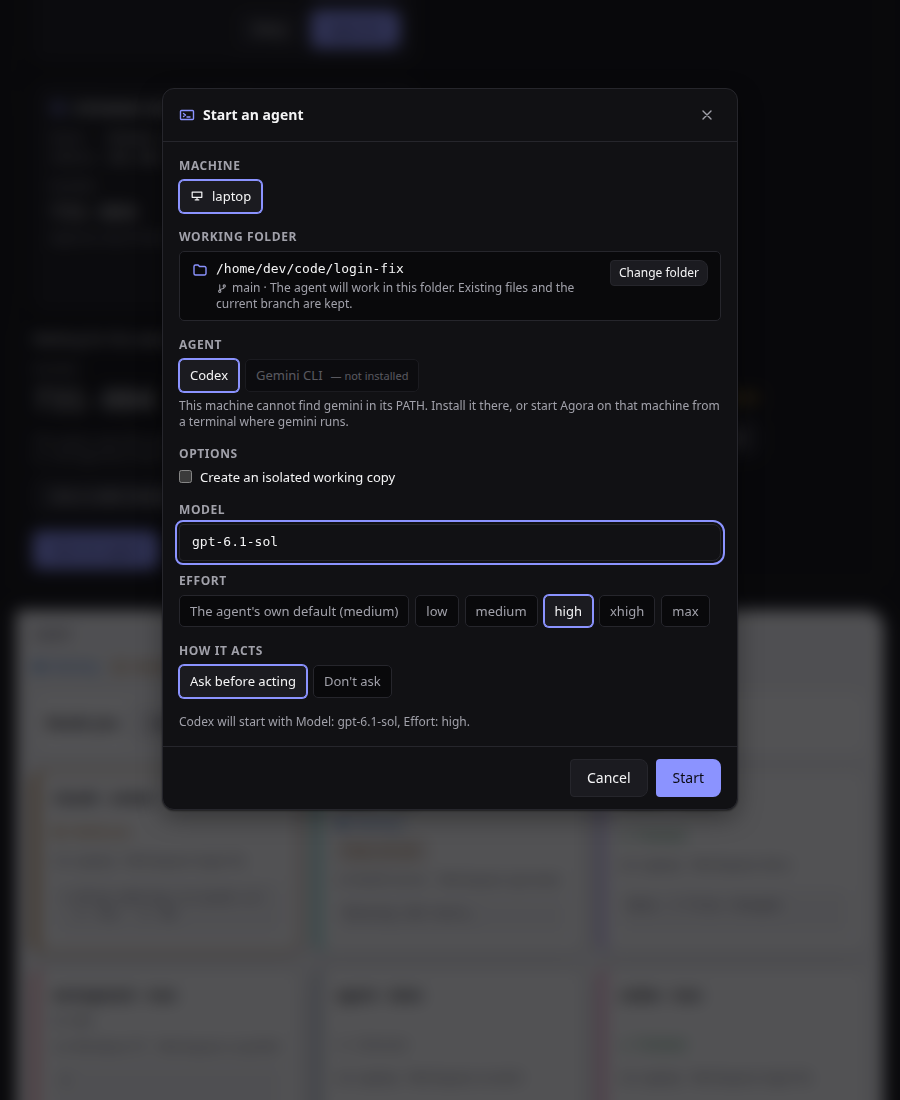 Start an agent
MACHINE
laptop
WORKING FOLDER
/home/dev/code/login-fix
Change folder
main · The agent will work in this folder. Existing files and the
current branch are kept.
AGENT
Codex
Gemini CLI — not installed
This machine cannot find gemini in its PATH. Install it there, or start Agora on that machine from
a terminal where gemini runs.
OPTIONS
Create an isolated working copy
MODEL
gpt-6.1-sol
EFFORT
The agent's own default (medium) low medium high xhigh max
HOW IT ACTS
Ask before acting Don't ask
Codex will start with Model: gpt-6.1-sol, Effort: high.
Cancel Start